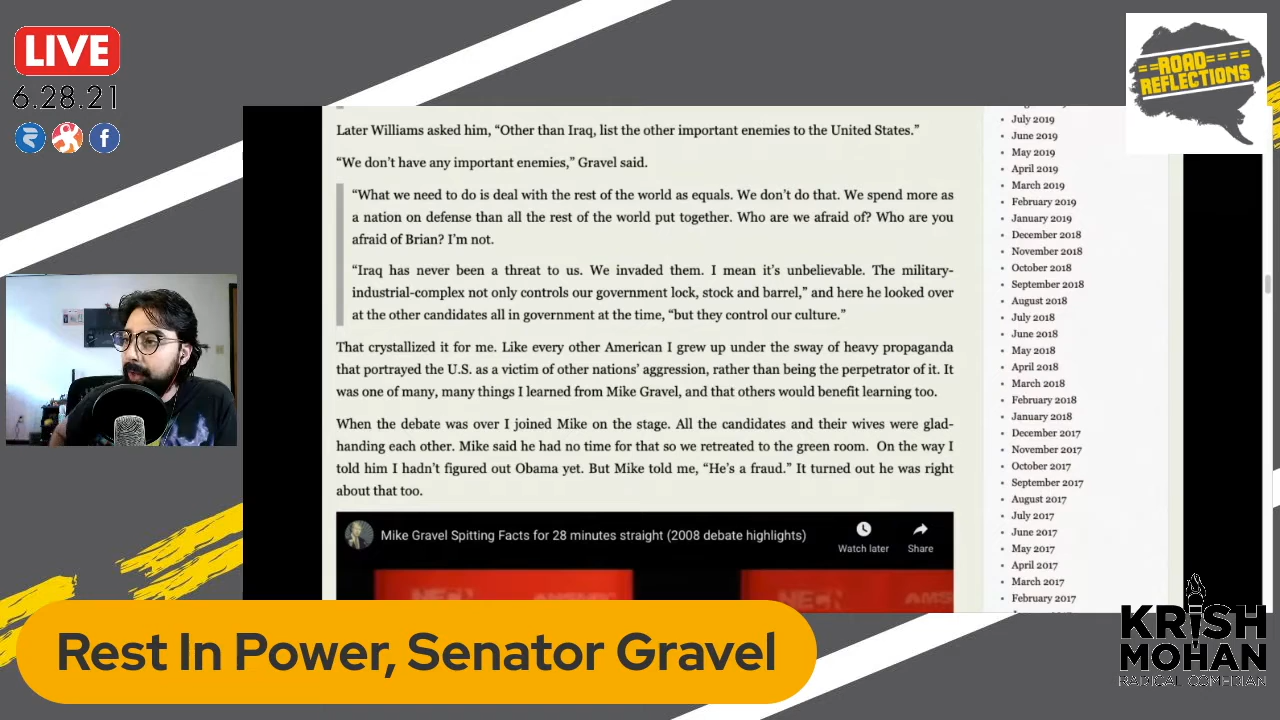 LIVE
6.28.21
==ROAD====
REFLECTIONS
Later Williams asked him, “Other than Iraq, list the other important enemies to the United States.”
“We don’t have any important enemies,” Gravel said.
“What we need to do is deal with the rest of the world as equals. We don’t do that. We spend more as
a nation on defense than all the rest of the world put together. Who are we afraid of? Who are you
afraid of Brian? I’m not.
“Iraq has never been a threat to us. We invaded them. I mean it’s unbelievable. The military-
industrial-complex not only controls our government lock, stock and barrel,” and here he looked over
at the other candidates all in government at the time, “but they control our culture.”
That crystallized it for me. Like every other American I grew up under the sway of heavy propaganda
that portrayed the U.S. as a victim of other nations’ aggression, rather than being the perpetrator of it. It
was one of many, many things I learned from Mike Gravel, and that others would benefit learning too.
When the debate was over I joined Mike on the stage. All the candidates and their wives were glad-
handing each other. Mike said he had no time for that so we retreated to the green room. On the way I
told him I hadn’t figured out Obama yet. But Mike told me, “He’s a fraud.” It turned out he was right
about that too.
Mike Gravel Spitting Facts for 28 minutes straight (2008 debate highlights)
Watch later
Share
NECN
July 2019
June 2019
May 2019
April 2019
March 2019
February 2019
January 2019
December 2018
November 2018
October 2018
September 2018
August 2018
July 2018
June 2018
May 2018
April 2018
March 2018
February 2018
January 2018
December 2017
November 2017
October 2017
September 2017
August 2017
July 2017
June 2017
May 2017
April 2017
March 2017
February 2017
Rest In Power, Senator Gravel
KRISH
MOHAN
RADICAL COMEDIAN